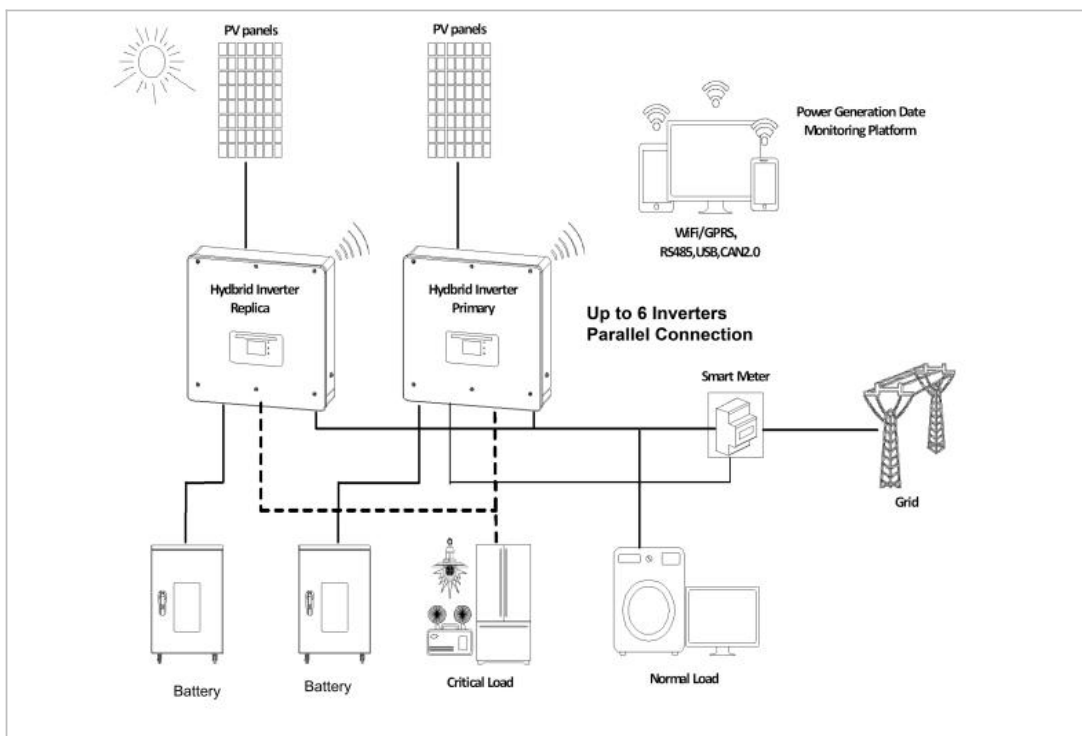 PV panels
PV panels
Power Generation Date
Monitoring Platform
WiFi/GPRS,
RS485,USB,CAN2.0
Hydbrid Inverter
Replica
Hydbrid Inverter
Primary
Up to 6 Inverters
Parallel Connection
Smart Meter
Grid
Battery
Battery
Critical Load
Normal Load